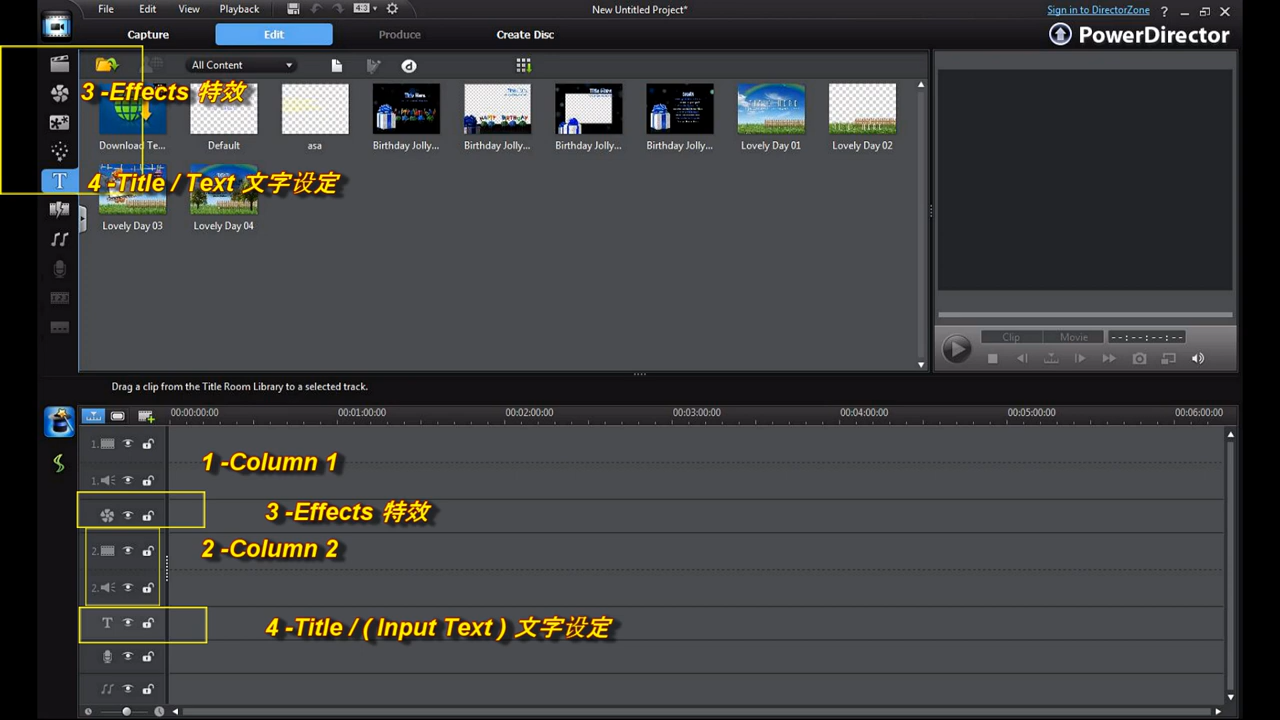 File Edit View Playback
New Untitled Project*
Sign in to DirectorZone ?
Capture Edit Produce Create Disc
PowerDirector
All Content
3 -Effects 特效
Download Te... Default asa Birthday Jolly... Birthday Jolly... Birthday Jolly... Birthday Jolly... Lovely Day 01 Lovely Day 02
4 -Title / Text 文字设定
Lovely Day 03 Lovely Day 04
Clip Movie --:--:--:--
Drag a clip from the Title Room Library to a selected track.
00:00:00:00 00:01:00:00 00:02:00:00 00:03:00:00 00:04:00:00 00:05:00:00 00:06:00:00
1.
1 -Column 1
1.
3 -Effects 特效
2.
2 -Column 2
2.
T
4 -Title / ( Input Text ) 文字设定